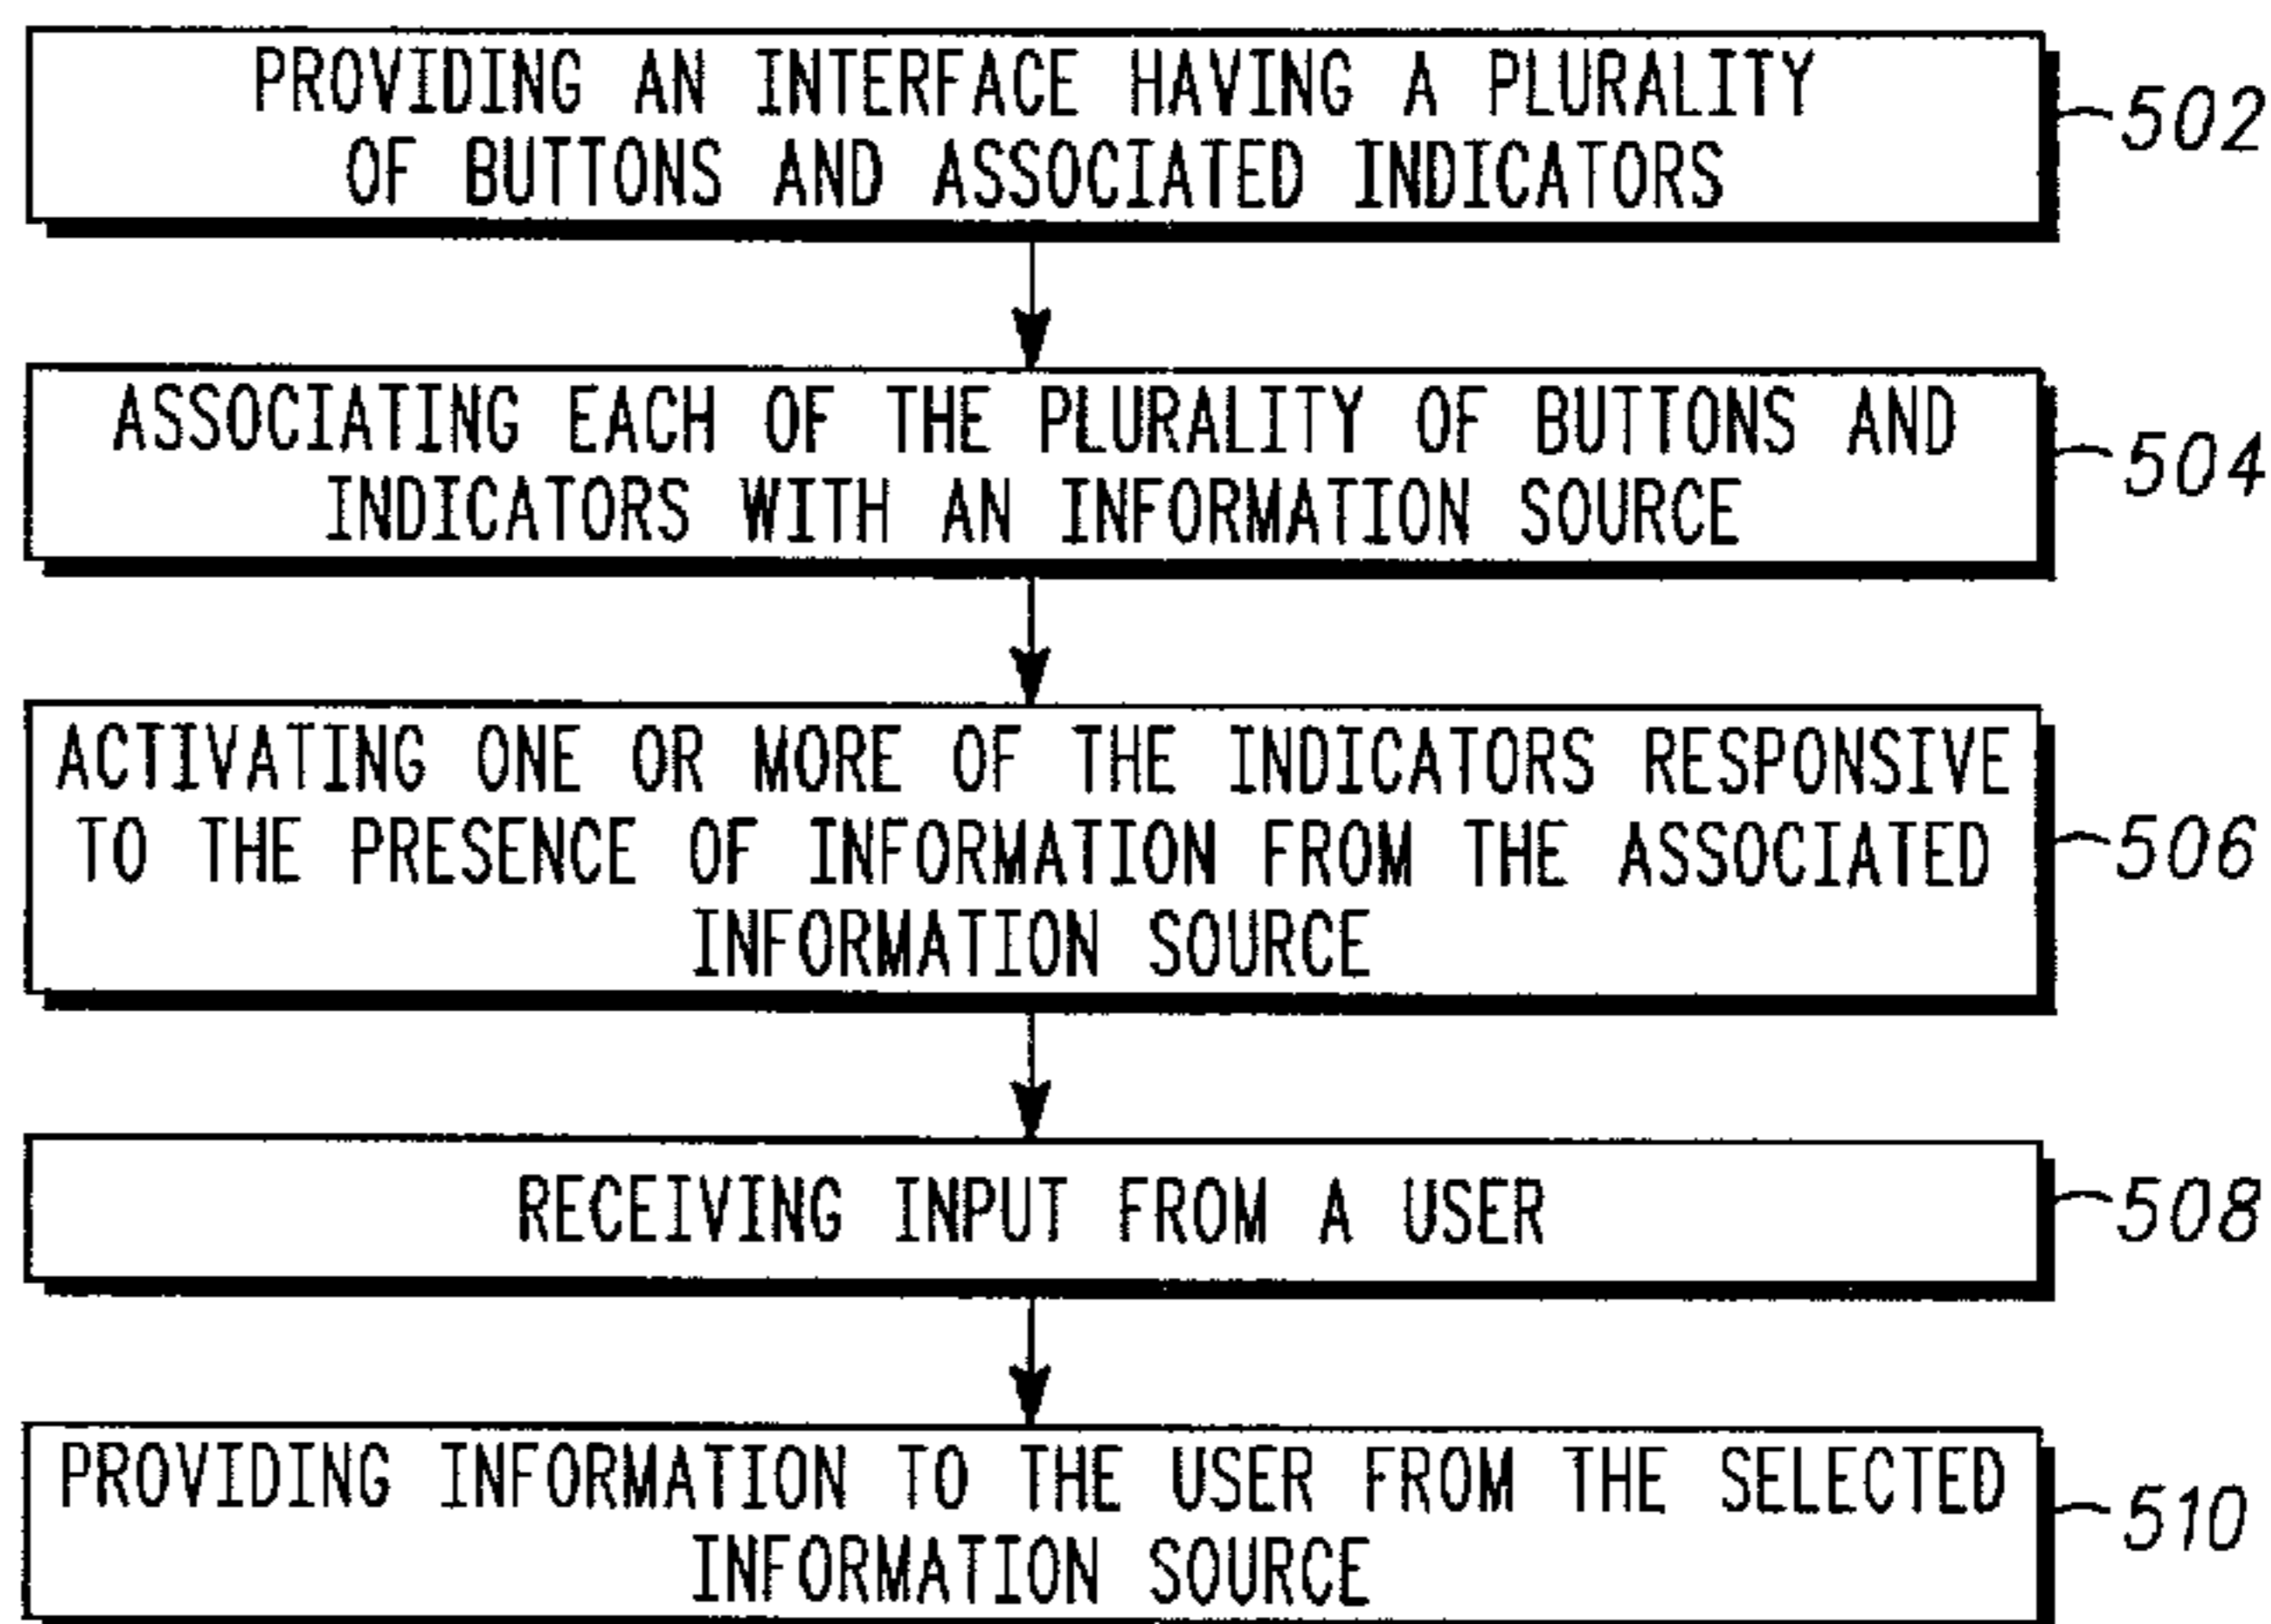 PROVIDING AN INTERFACE HAVING A PLURALITY
OF BUTTONS AND ASSOCIATED INDICATORS
502
ASSOCIATING EACH OF THE PLURALITY OF BUTTONS AND
INDICATORS WITH AN INFORMATION SOURCE
504
ACTIVATING ONE OR MORE OF THE INDICATORS RESPONSIVE
TO THE PRESENCE OF INFORMATION FROM THE ASSOCIATED
INFORMATION SOURCE
506
RECEIVING INPUT FROM A USER
508
PROVIDING INFORMATION TO THE USER FROM THE SELECTED
INFORMATION SOURCE
510